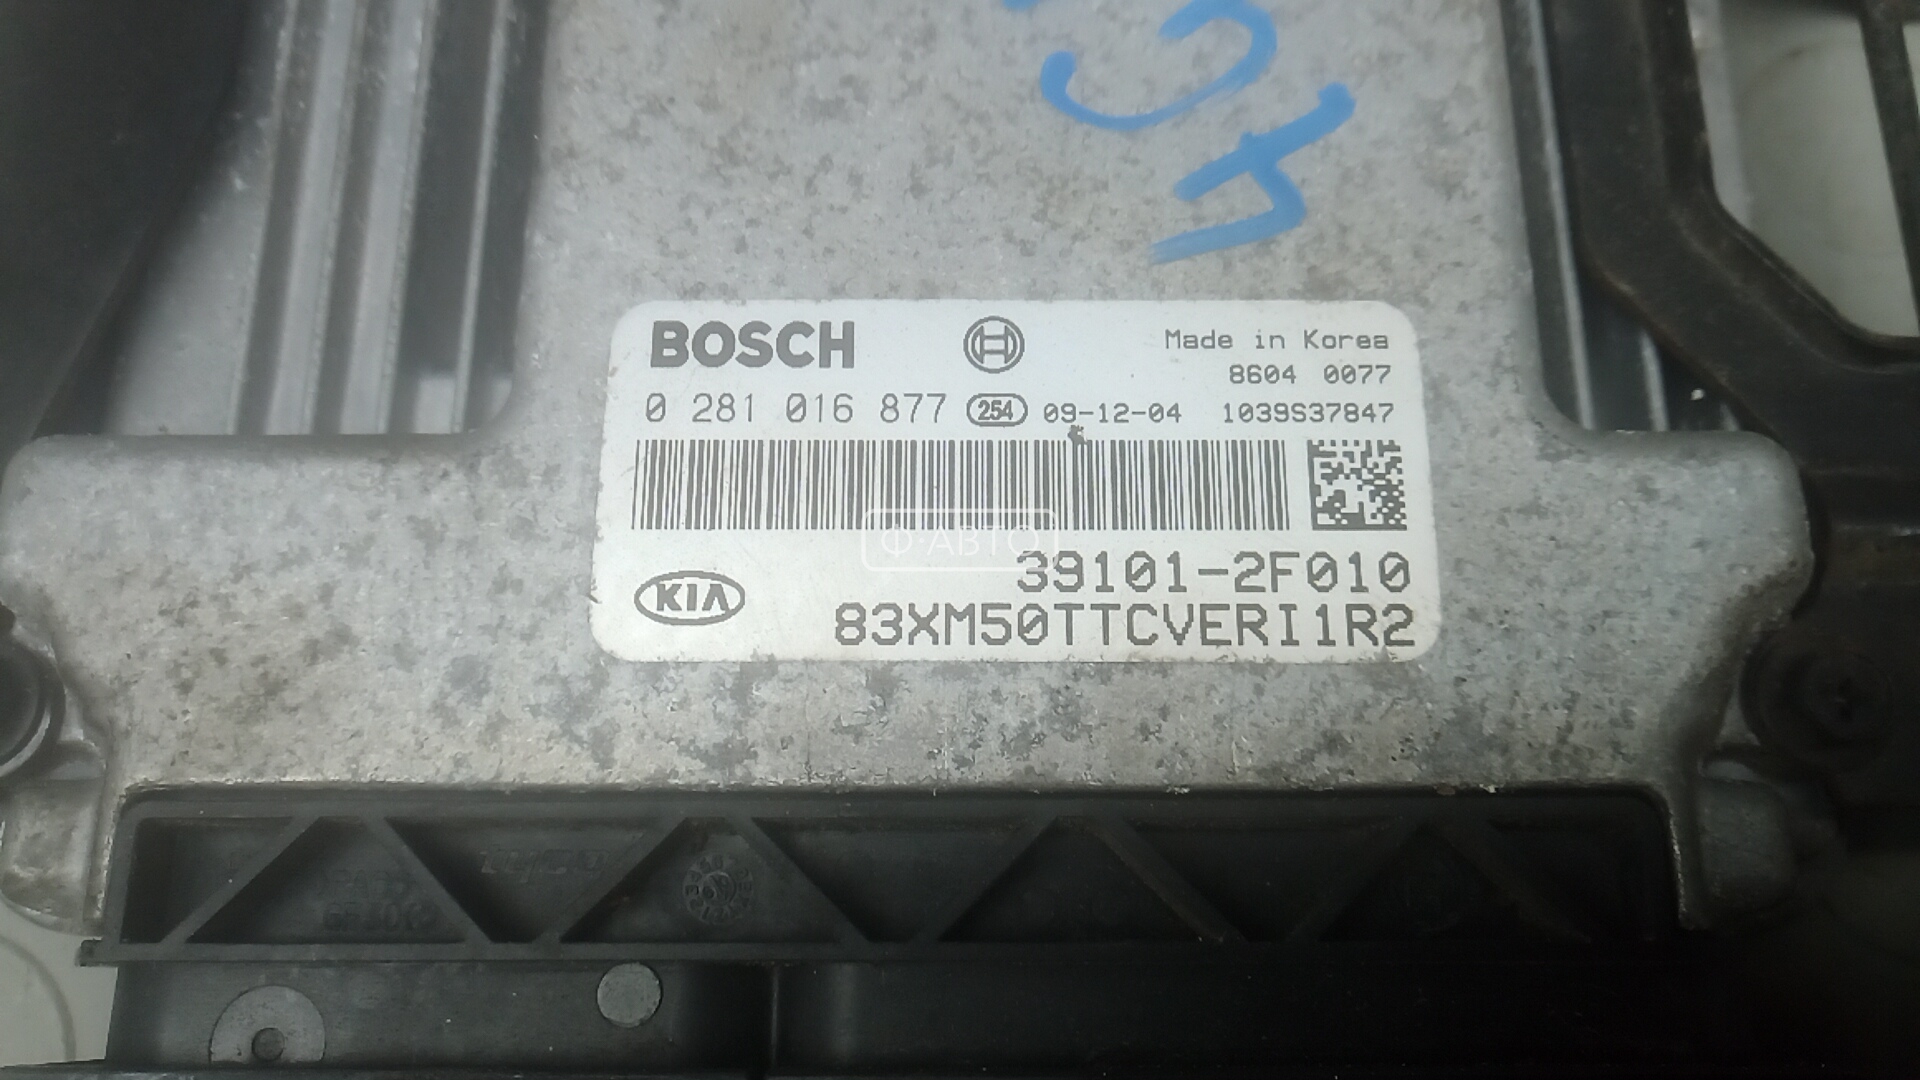 BOSCH
Made in Korea
8604 0077
0 281 016 877 254 09-12-04 1039S37847
Ф·АВТО
39101-2F010
KIA
83XM50TTCVERI1R2